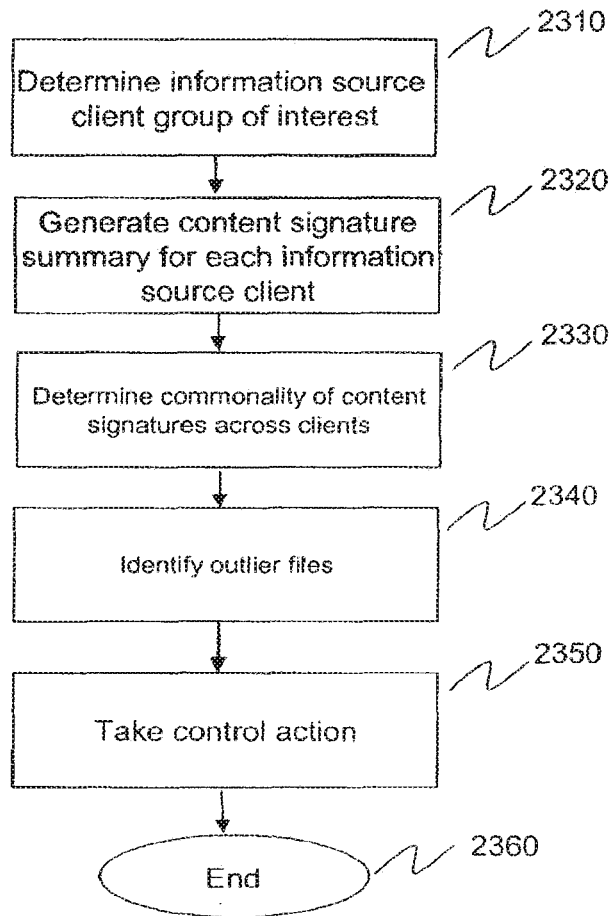 2310
Determine information source
client group of interest
2320
Generate content signature
summary for each information
source client
2330
Determine commonality of content
signatures across clients
2340
Identify outlier files
2350
Take control action
End
2360